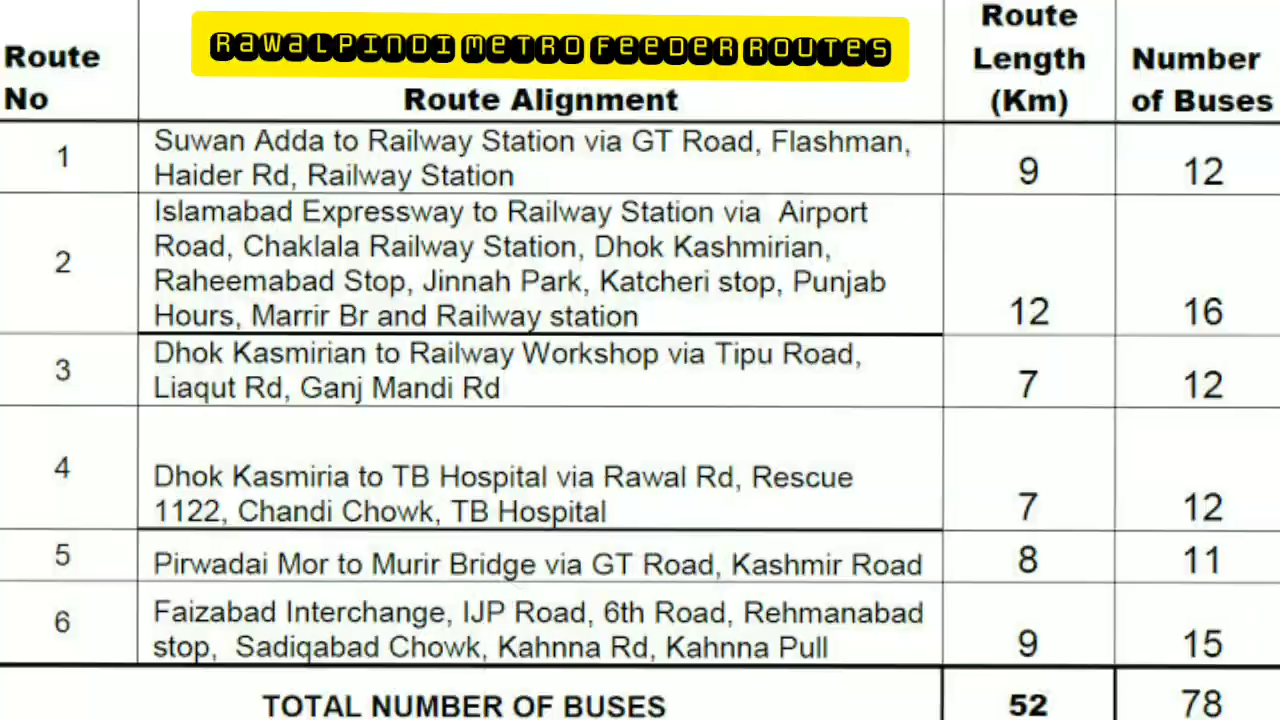 RaWaLPINDI MeTRO FeeDeR ROUTeS
Route No
Route Alignment
Route Length (Km)
Number of Buses
1
Suwan Adda to Railway Station via GT Road, Flashman,
Haider Rd, Railway Station
9
12
2
Islamabad Expressway to Railway Station via  Airport
Road, Chaklala Railway Station, Dhok Kashmirian,
Raheemabad Stop, Jinnah Park, Katcheri stop, Punjab
Hours, Marrir Br and Railway station
12
16
3
Dhok Kasmirian to Railway Workshop via Tipu Road,
Liaqut Rd, Ganj Mandi Rd
7
12
4
Dhok Kasmiria to TB Hospital via Rawal Rd, Rescue
1122, Chandi Chowk, TB Hospital
7
12
5
Pirwadai Mor to Murir Bridge via GT Road, Kashmir Road
8
11
6
Faizabad Interchange, IJP Road, 6th Road, Rehmanabad
stop,  Sadiqabad Chowk, Kahnna Rd, Kahnna Pull
9
15
TOTAL NUMBER OF BUSES
52
78